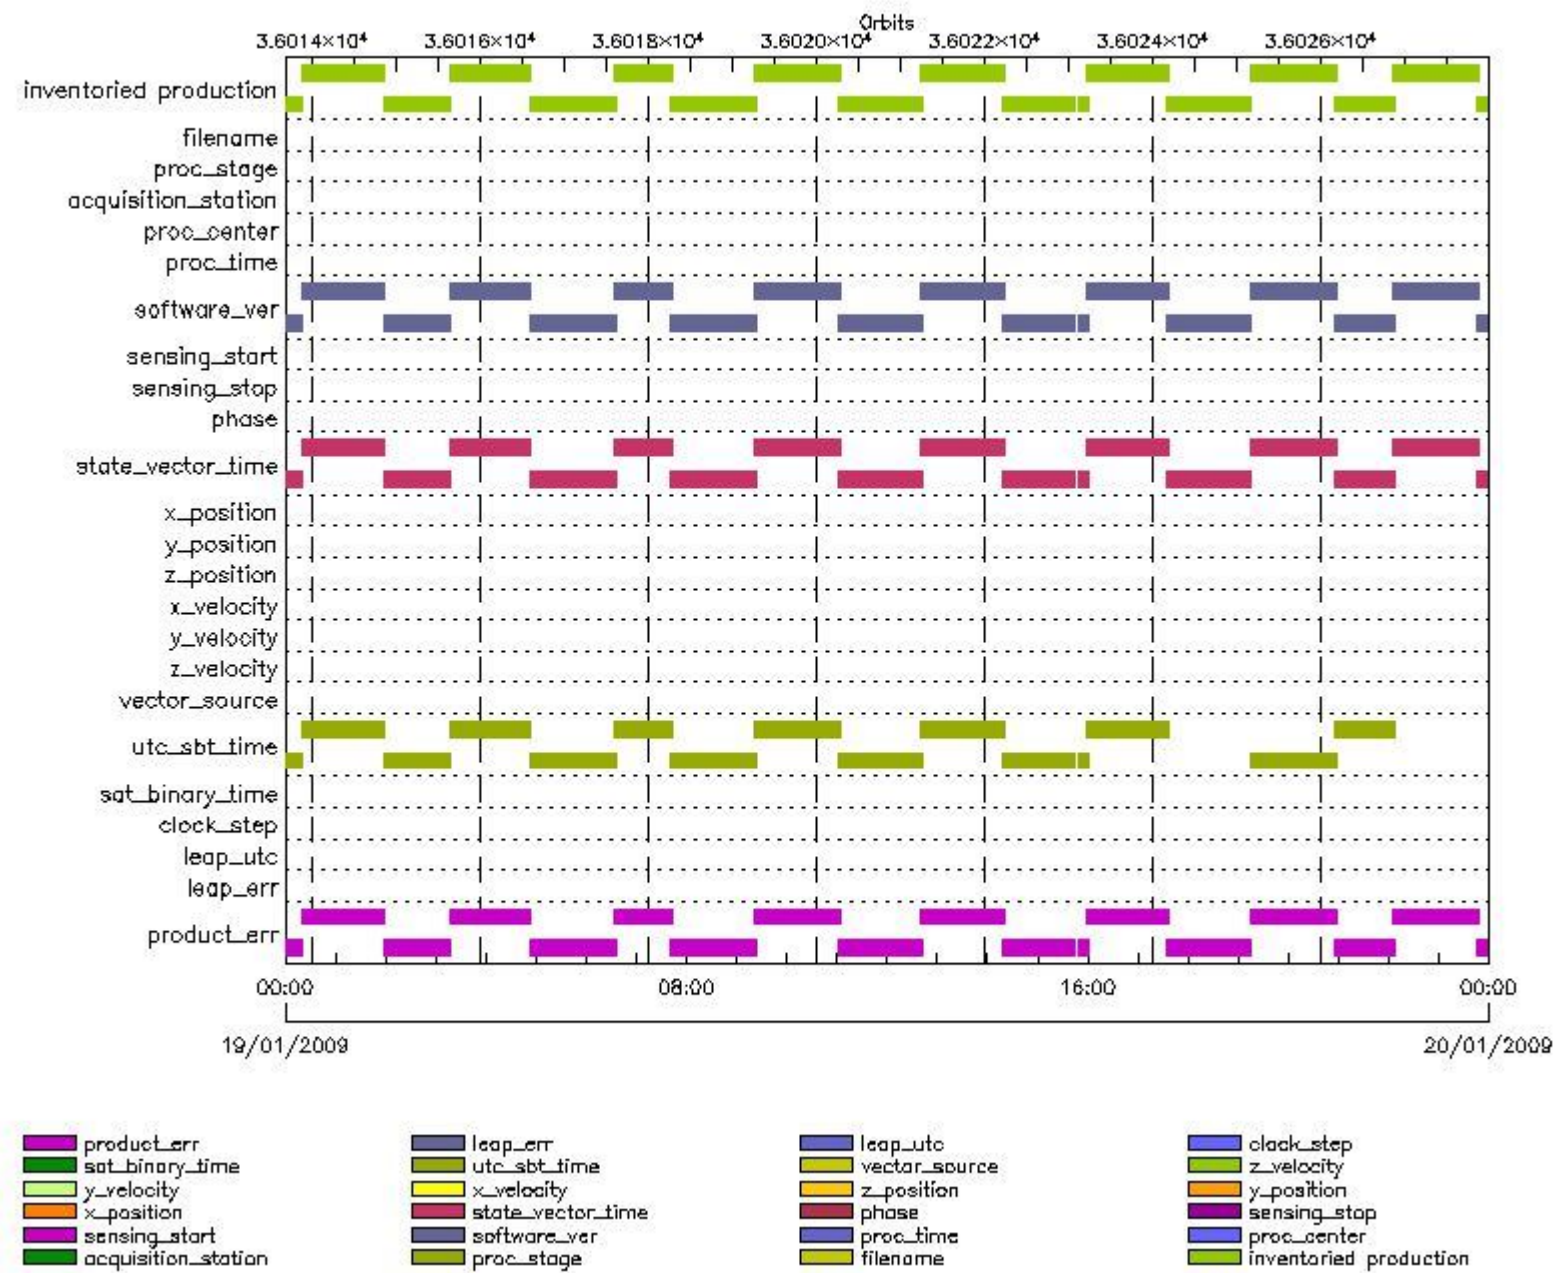 Orbits
3.6014×10⁴ 3.6016×10⁴ 3.6018×10⁴ 3.6020×10⁴ 3.6022×10⁴ 3.6024×10⁴ 3.6026×10⁴
inventoried production
filename
proc_stage
acquisition_station
proc_center
proc_time
software_ver
sensing_start
sensing_stop
phase
state_vector_time
x_position
y_position
z_position
x_velocity
y_velocity
z_velocity
vector_source
utc_sbt_time
sat_binary_time
clock_step
leap_utc
leap_err
product_err
00:00 08:00 16:00 00:00
19/01/2009 20/01/2009
product_err leap_err leap_utc clock_step
sat_binary_time utc_sbt_time vector_source z_velocity
y_velocity x_velocity z_position y_position
x_position state_vector_time phase sensing_stop
sensing_start software_ver proc_time proc_center
acquisition_station proc_stage filename inventoried production